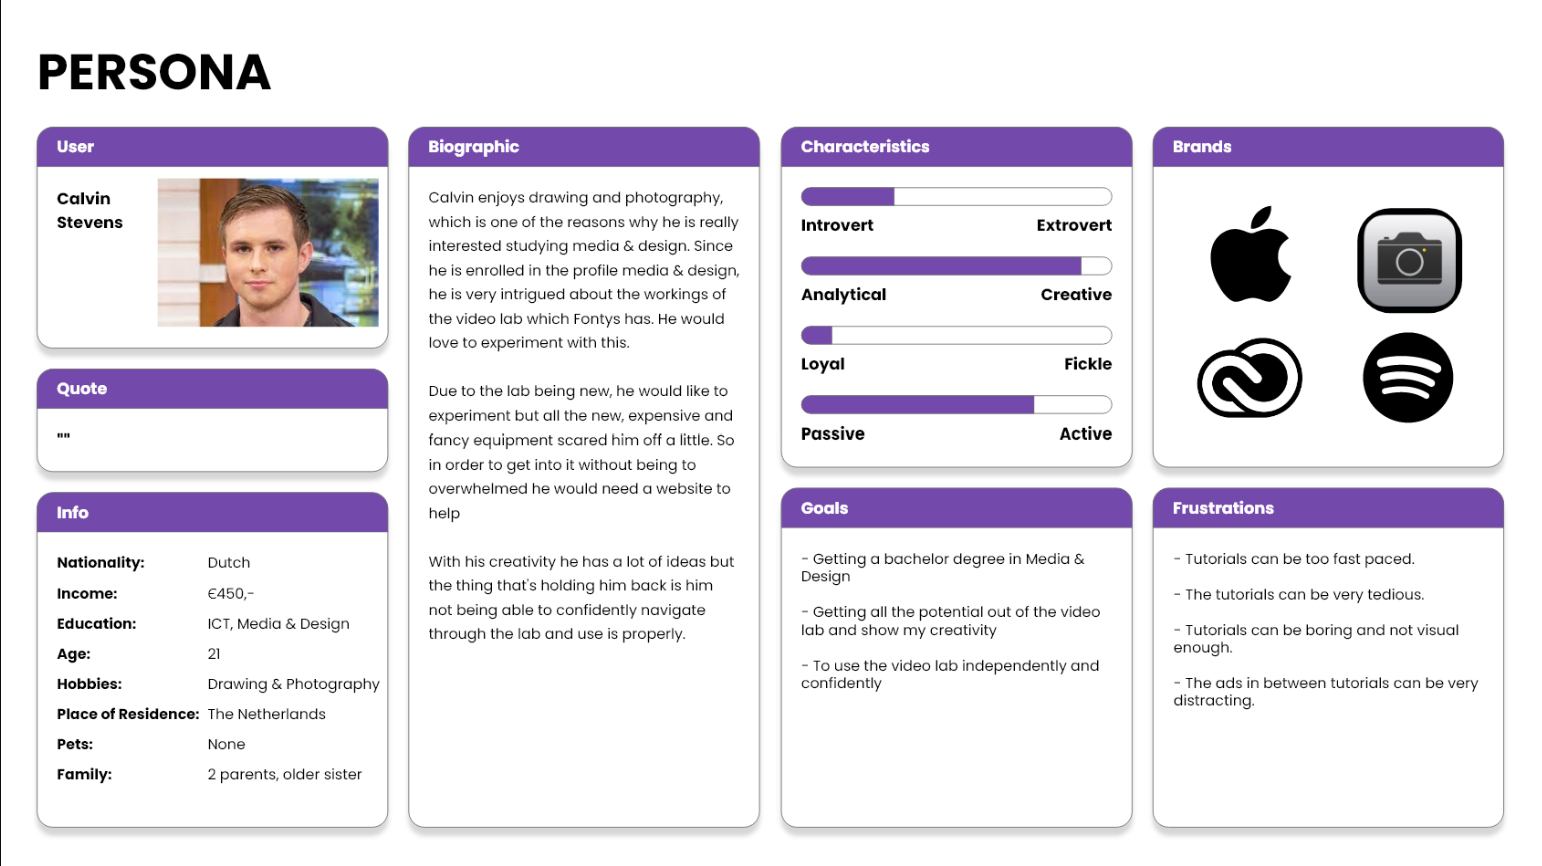 PERSONA
User
Calvin
Stevens
Quote
""
Info
Nationality: Dutch
Income: €450,-
Education: ICT, Media & Design
Age: 21
Hobbies: Drawing & Photography
Place of Residence: The Netherlands
Pets: None
Family: 2 parents, older sister
Biographic
Calvin enjoys drawing and photography,
which is one of the reasons why he is really
interested studying media & design. Since
he is enrolled in the profile media & design,
he is very intrigued about the workings of
the video lab which Fontys has. He would
love to experiment with this.
Due to the lab being new, he would like to
experiment but all the new, expensive and
fancy equipment scared him off a little. So
in order to get into it without being to
overwhelmed he would need a website to
help
With his creativity he has a lot of ideas but
the thing that's holding him back is him
not being able to confidently navigate
through the lab and use is properly.
Characteristics
Introvert Extrovert
Analytical Creative
Loyal Fickle
Passive Active
Brands
Goals
- Getting a bachelor degree in Media &
Design
- Getting all the potential out of the video
lab and show my creativity
- To use the video lab independently and
confidently
Frustrations
- Tutorials can be too fast paced.
- The tutorials can be very tedious.
- Tutorials can be boring and not visual
enough.
- The ads in between tutorials can be very
distracting.